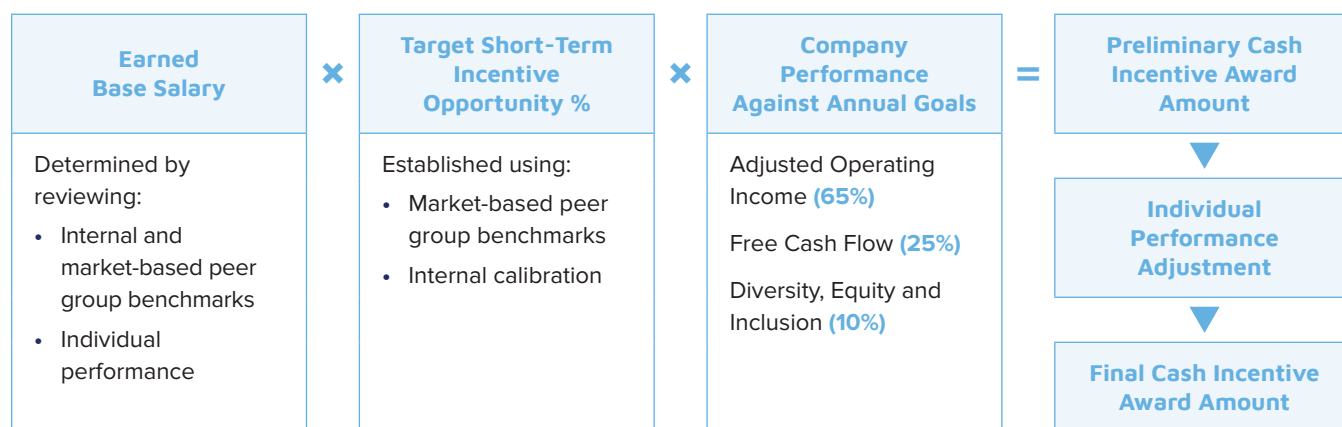 Earned
Base Salary
×
Target Short-Term
Incentive
Opportunity %
×
Company
Performance
Against Annual Goals
=
Preliminary Cash
Incentive Award
Amount
Determined by
reviewing:
• Internal and
market-based peer
group benchmarks
• Individual
performance
Established using:
• Market-based peer
group benchmarks
• Internal calibration
Adjusted Operating
Income (65%)
Free Cash Flow (25%)
Diversity, Equity and
Inclusion (10%)
Individual
Performance
Adjustment
Final Cash Incentive
Award Amount